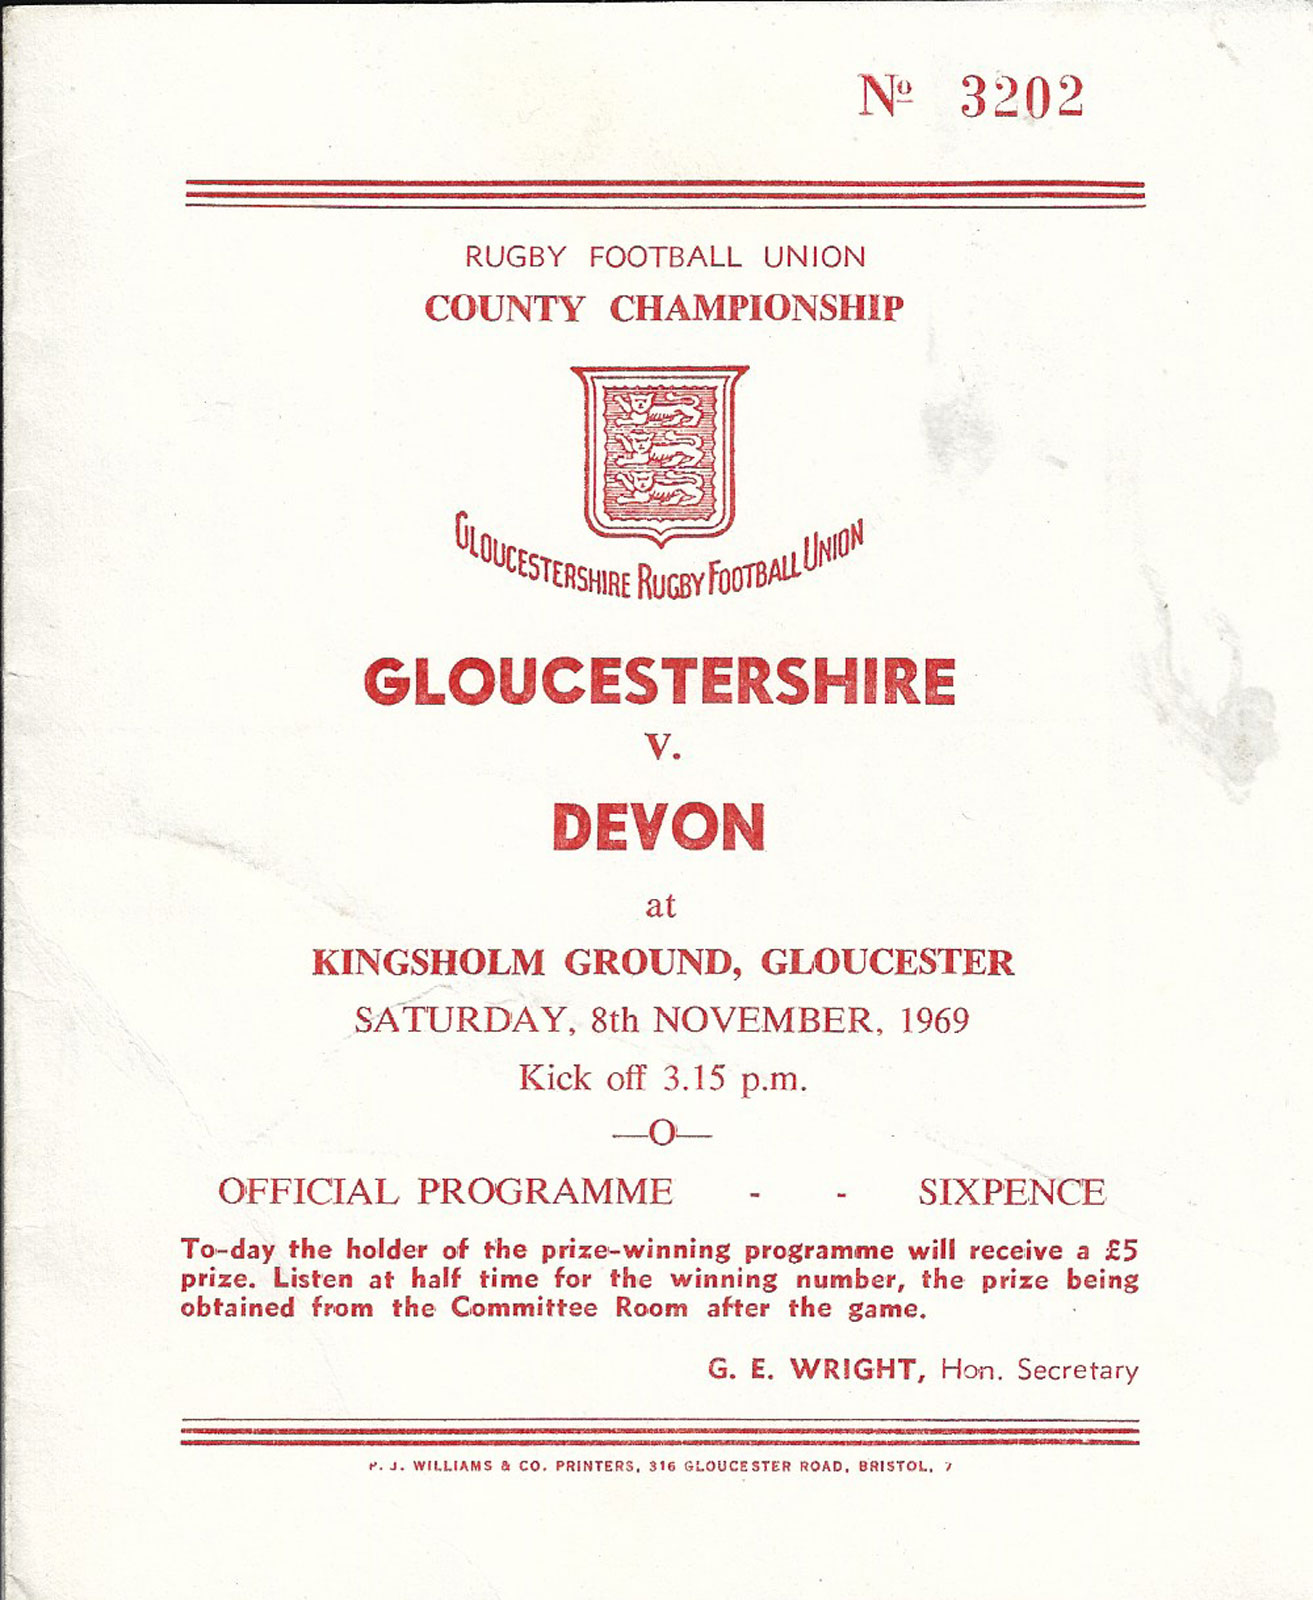 Nº 3202
RUGBY FOOTBALL UNION
COUNTY CHAMPIONSHIP
GLOUCESTERSHIRE RUGBY FOOTBALL UNION
GLOUCESTERSHIRE
v.
DEVON
at
KINGSHOLM GROUND, GLOUCESTER
SATURDAY, 8th NOVEMBER, 1969
Kick off 3.15 p.m.
—O—
OFFICIAL PROGRAMME - - SIXPENCE
To-day the holder of the prize-winning programme will receive a £5
prize. Listen at half time for the winning number, the prize being
obtained from the Committee Room after the game.
G. E. WRIGHT, Hon. Secretary
P. J. WILLIAMS & CO. PRINTERS, 316 GLOUCESTER ROAD, BRISTOL, 7